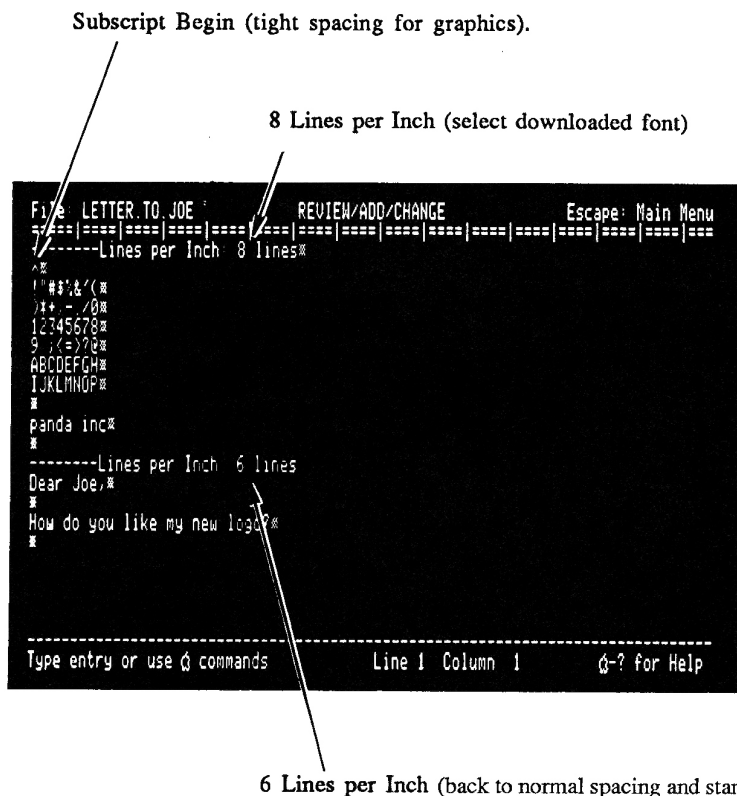 Subscript Begin (tight spacing for graphics).
8 Lines per Inch (select downloaded font)
File: LETTER.TO.JOE REVIEW/ADD/CHANGE Escape: Main Menu
====|====|====|====|====|====|====|====|====|====|====|====|====|====|====|===
--------Lines per Inch: 8 lines※
^※
!"#$%&'(※
)*+,-./0※
12345678※
9:;<=>?@※
ABCDEFGH※
IJKLMNOP※
※
panda inc※
※
--------Lines per Inch: 6 lines
Dear Joe,※
※
How do you like my new logo?※
※
Type entry or use commands Line 1 Column 1 -? for Help
6 Lines per Inch (back to normal spacing and